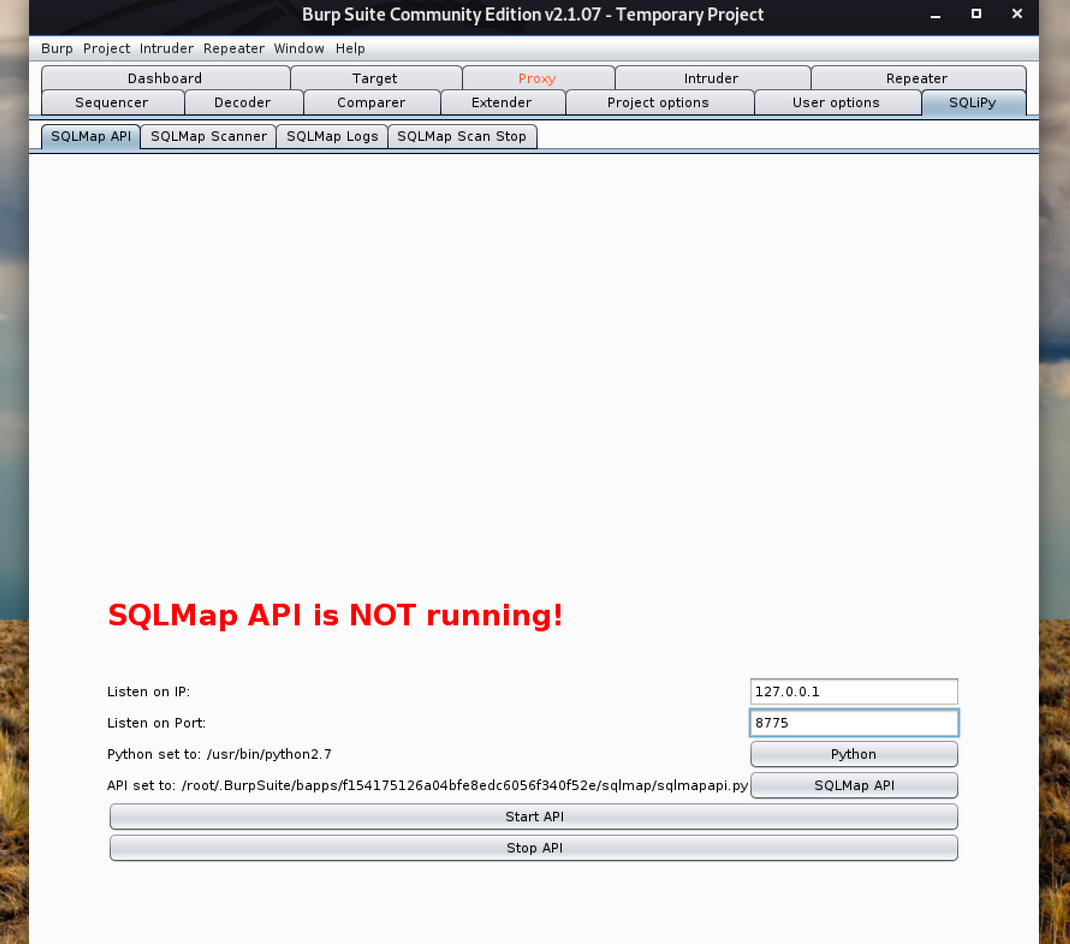 Burp Suite Community Edition v2.1.07 - Temporary Project
Burp Project Intruder Repeater Window Help
Dashboard Target Proxy Intruder Repeater
Sequencer Decoder Comparer Extender Project options User options SQLiPy
SQLMap API SQLMap Scanner SQLMap Logs SQLMap Scan Stop
SQLMap API is NOT running!
Listen on IP: 127.0.0.1
Listen on Port: 8775
Python set to: /usr/bin/python2.7 Python
API set to: /root/.BurpSuite/bapps/f154175126a04bfe8edc6056f340f52e/sqlmap/sqlmapapi.py SQLMap API
Start API
Stop API